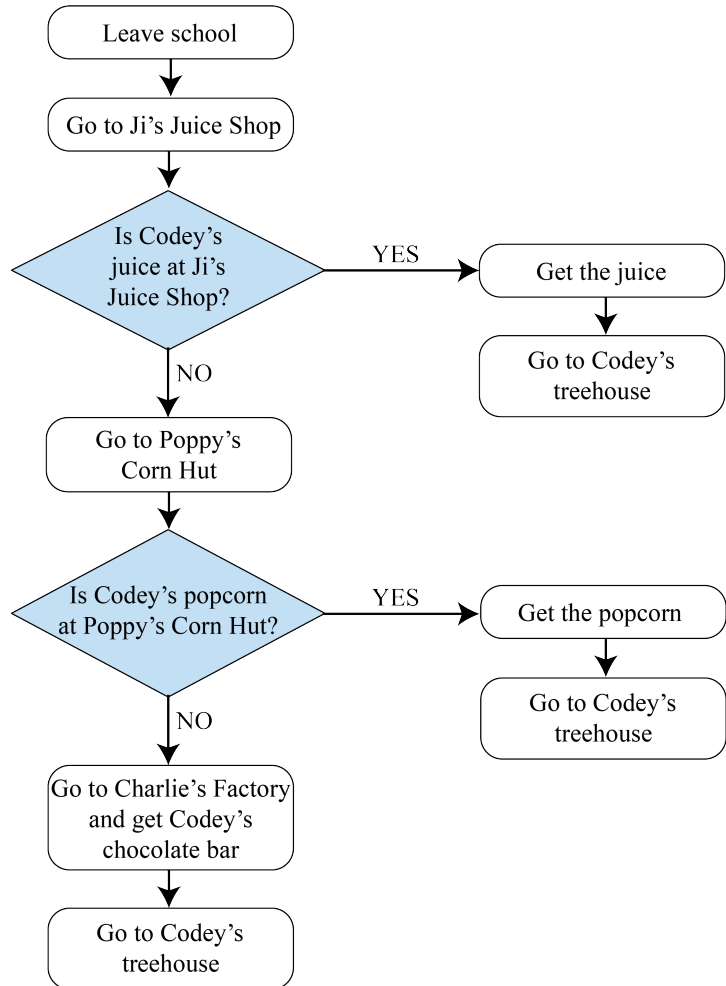 Leave school
Go to Ji’s Juice Shop
Is Codey’s
juice at Ji’s
Juice Shop?
YES
Get the juice
Go to Codey’s
treehouse
NO
Go to Poppy’s
Corn Hut
Is Codey’s popcorn
at Poppy’s Corn Hut?
YES
Get the popcorn
Go to Codey’s
treehouse
NO
Go to Charlie’s Factory
and get Codey’s
chocolate bar
Go to Codey’s
treehouse